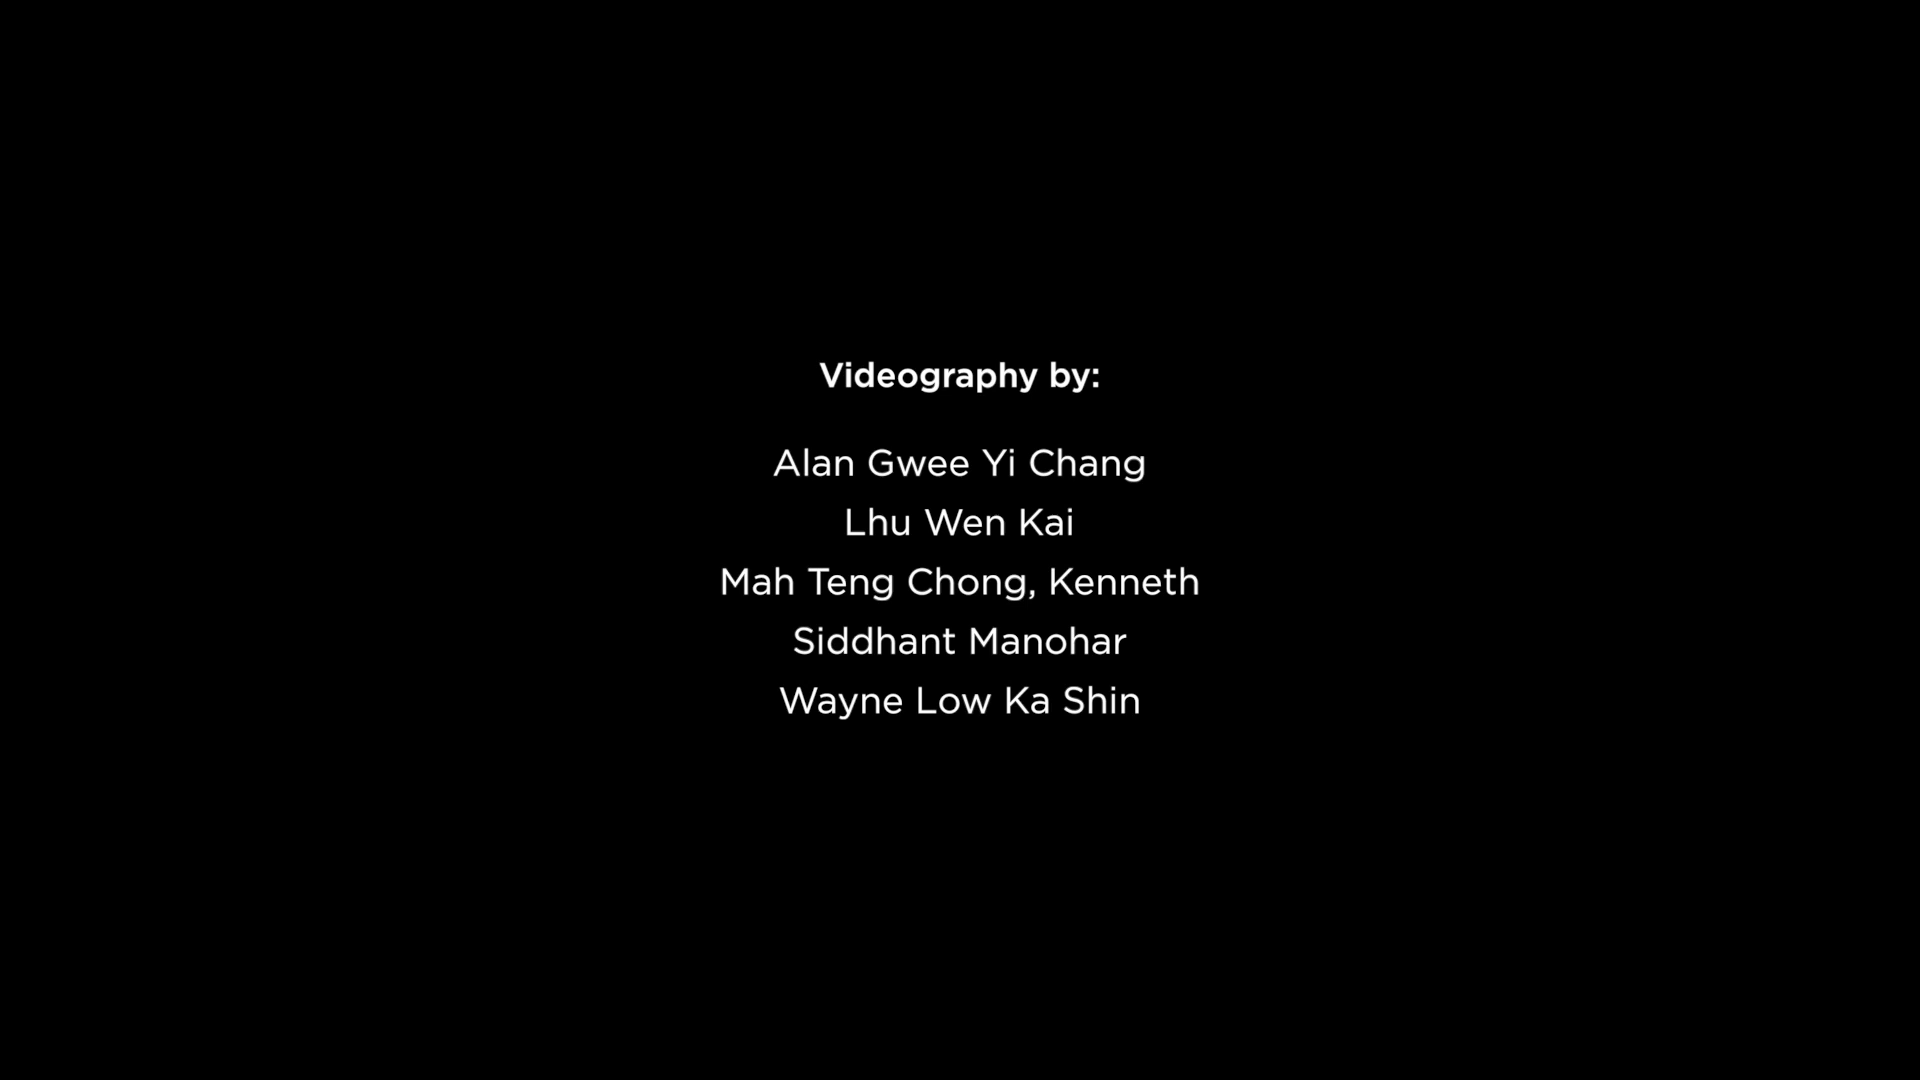 Videography by:
Alan Gwee Yi Chang
Lhu Wen Kai
Mah Teng Chong, Kenneth
Siddhant Manohar
Wayne Low Ka Shin